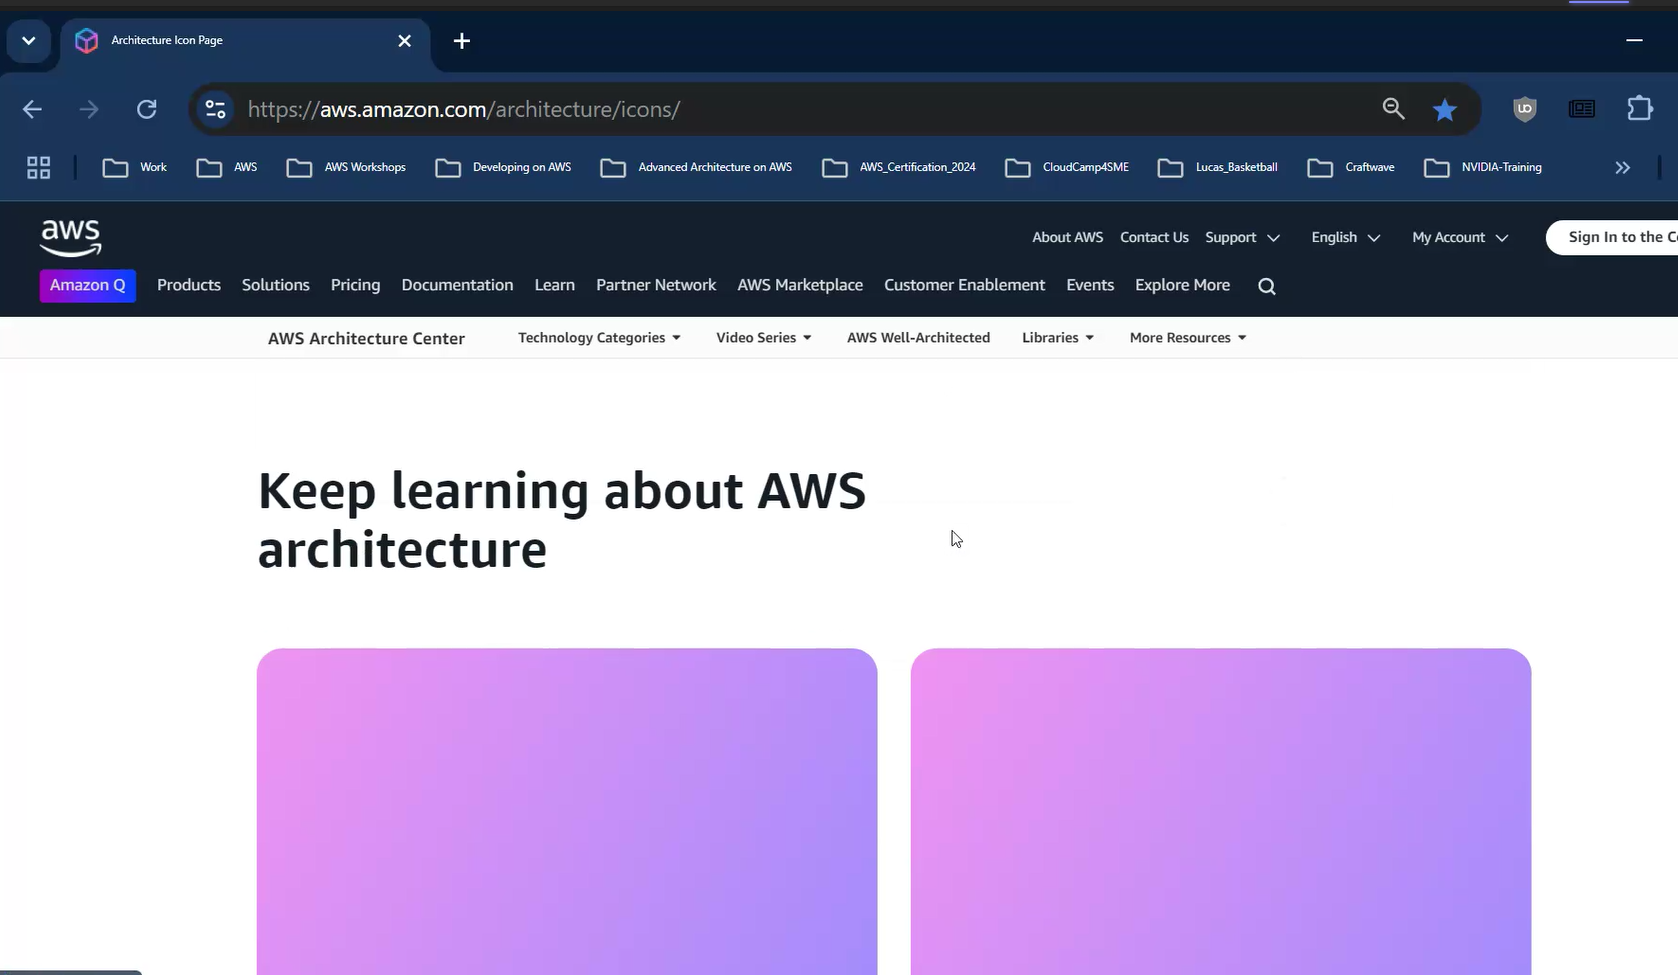 Architecture Icon Page
https://aws.amazon.com/architecture/icons/
Work AWS AWS Workshops Developing on AWS Advanced Architecture on AWS AWS_Certification_2024 CloudCamp4SME Lucas_Basketball Craftwave NVIDIA-Training
aws
About AWS Contact Us Support English My Account Sign In to the C
Amazon Q Products Solutions Pricing Documentation Learn Partner Network AWS Marketplace Customer Enablement Events Explore More
AWS Architecture Center Technology Categories Video Series AWS Well-Architected Libraries More Resources
Keep learning about AWS
architecture